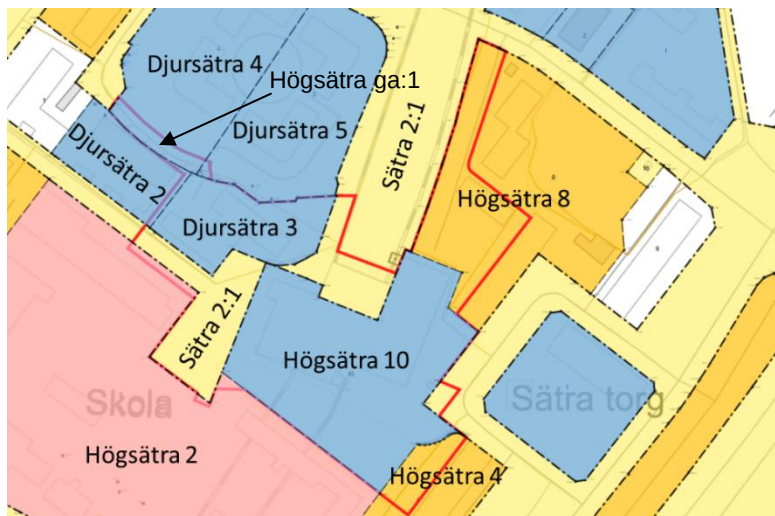 Djursätra 4
Högsätra ga:1
Djursätra 5
Djursätra 2
Sätra 2:1
Högsätra 8
Djursätra 3
Sätra 2:1
Högsätra 10
Skola
Sätra torg
Högsätra 2
Högsätra 4